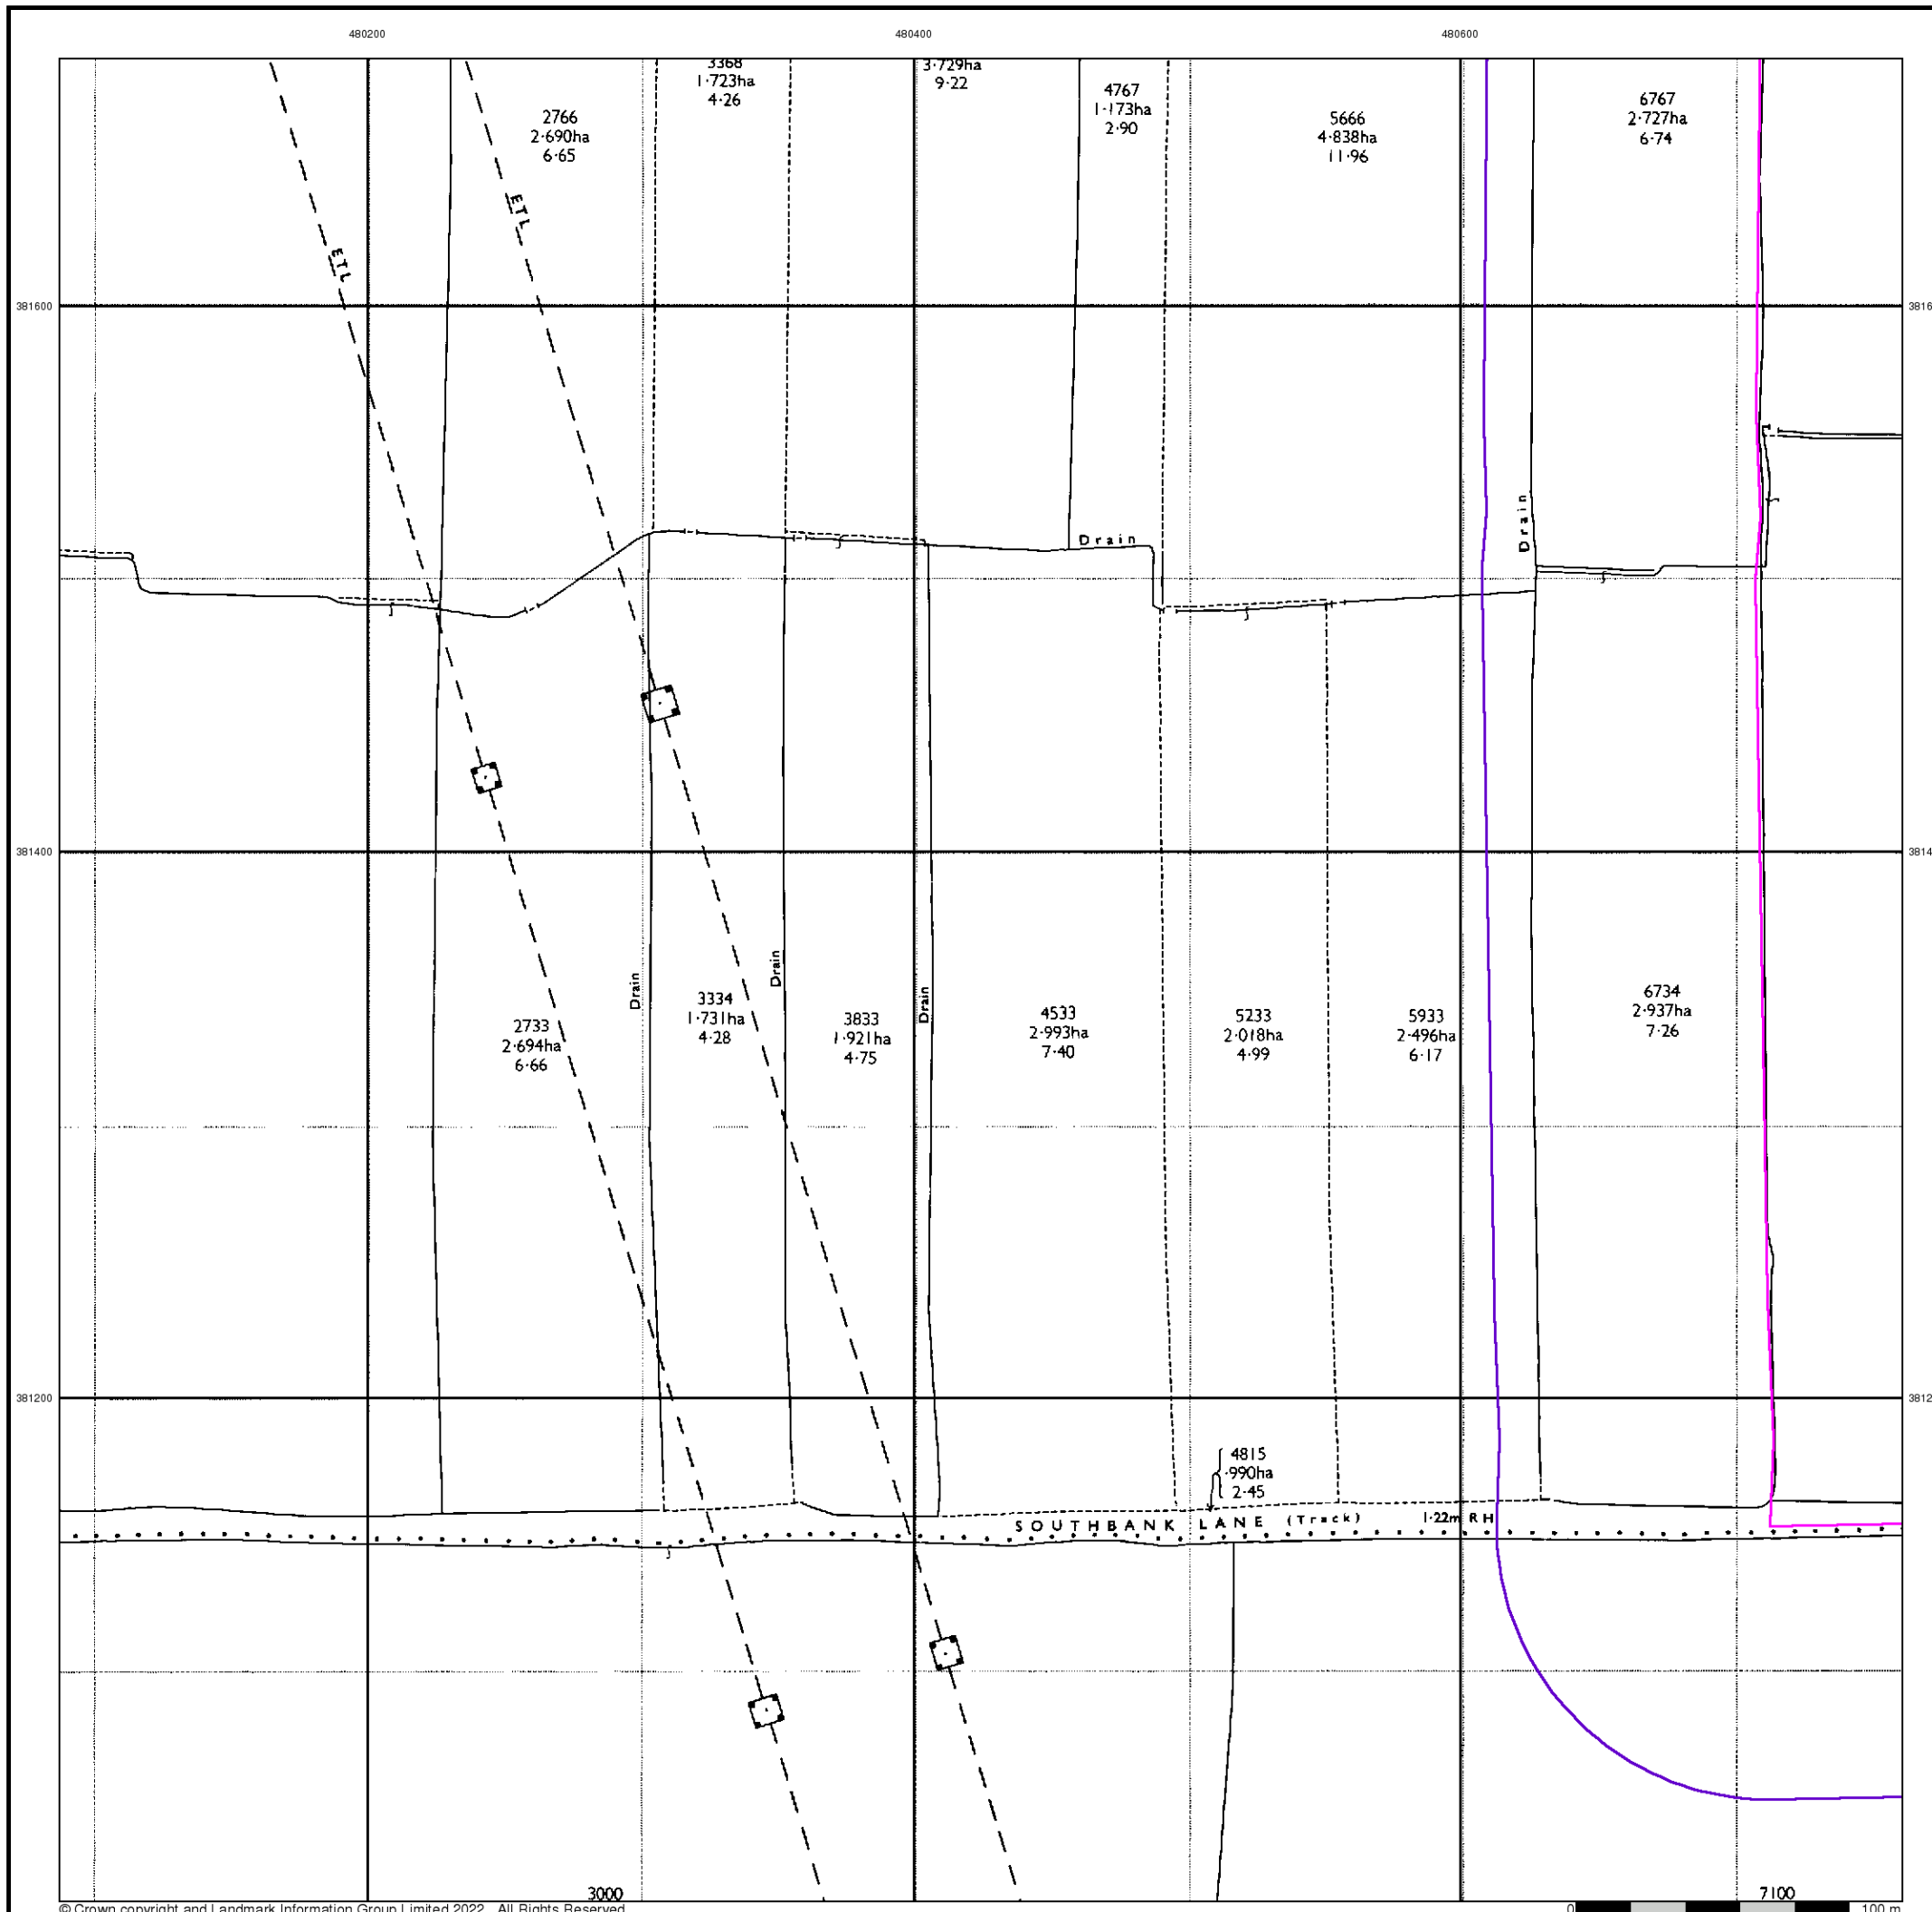 480200
480400
480600
3368
1·723ha
4·26
3·729ha
9·22
4767
1·173ha
2·90
2766
2·690ha
6·65
5666
4·838ha
11·96
6767
2·727ha
6·74
ETL
ETL
381600
3816
Drain
Drain
381400
3814
Drain
Drain
Drain
2733
2·694ha
6·66
3334
1·731ha
4·28
3833
1·921ha
4·75
4533
2·993ha
7·40
5233
2·018ha
4·99
5933
2·496ha
6·17
6734
2·937ha
7·26
381200
3812
4815
·990ha
2·45
SOUTHBANK LANE (Track)
1·22m RH
3000
7100
© Crown copyright and Landmark Information Group Limited 2022. All Rights Reserved.
0
100 m